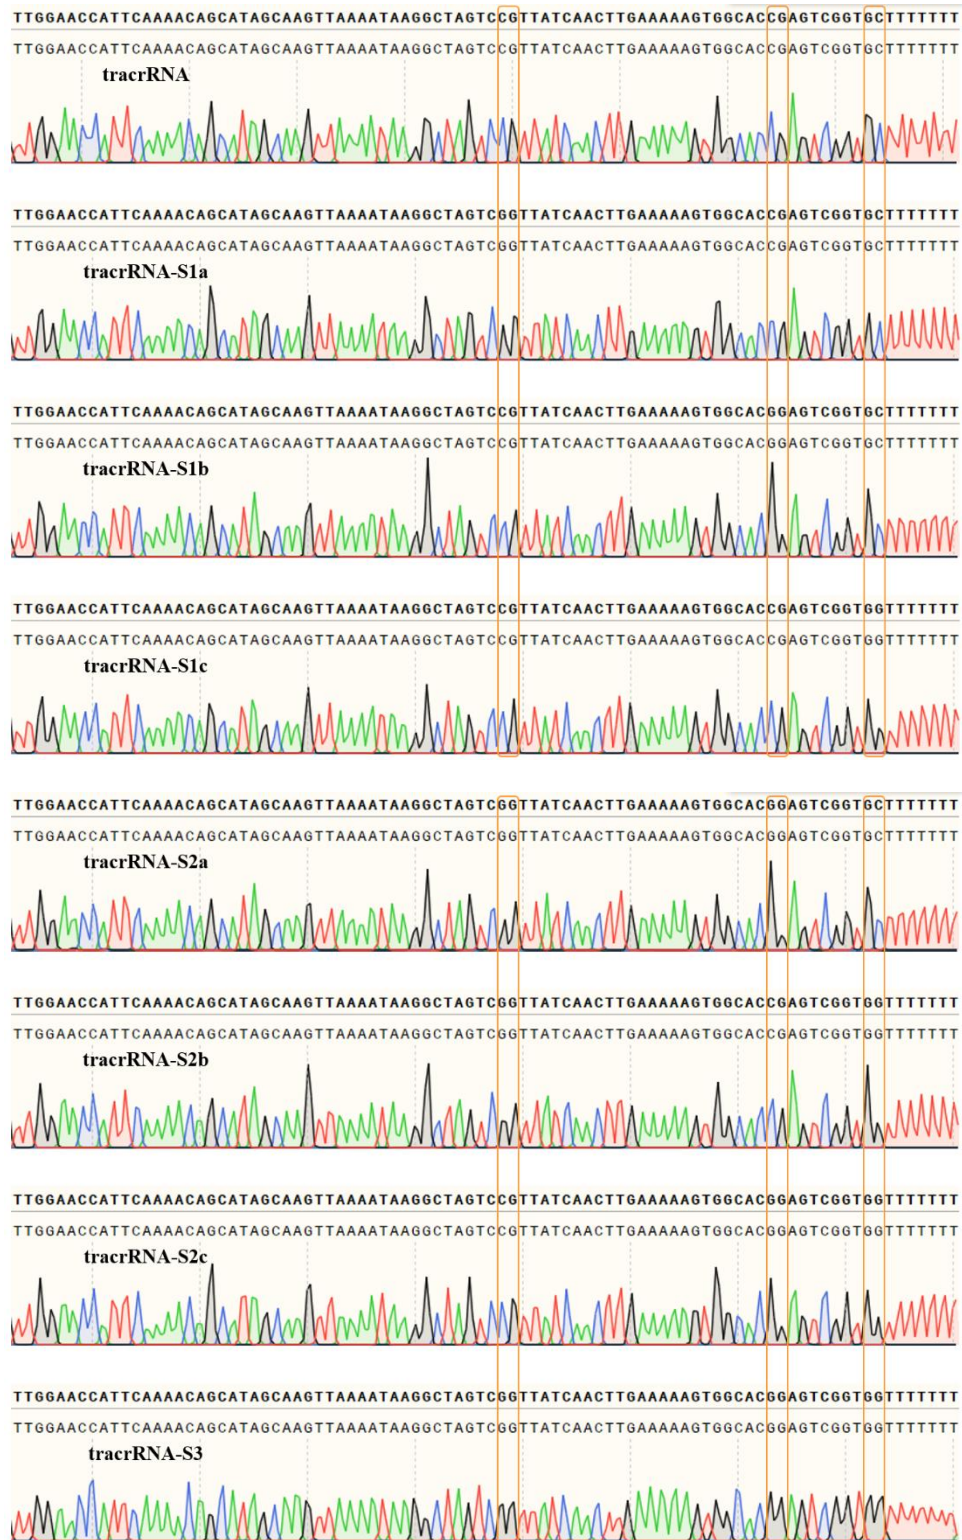 TTGGAACCATTCAAAACAGCATAGCAAGTTAAAATAAGGCTAGTCCGTTATCAACTTGAAAAAGTGGCACCGAGTCGGTGCTTTTTTT
TTGGAACCATTCAAAACAGCATAGCAAGTTAAAATAAGGCTAGTCCGTTATCAACTTGAAAAAGTGGCACCGAGTCGGTGCTTTTTTT
tracrRNA
TTGGAACCATTCAAAACAGCATAGCAAGTTAAAATAAGGCTAGTCGGTTATCAACTTGAAAAAGTGGCACCGAGTCGGTGCTTTTTTT
TTGGAACCATTCAAAACAGCATAGCAAGTTAAAATAAGGCTAGTCGGTTATCAACTTGAAAAAGTGGCACCGAGTCGGTGCTTTTTTT
tracrRNA-S1a
TTGGAACCATTCAAAACAGCATAGCAAGTTAAAATAAGGCTAGTCCGTTATCAACTTGAAAAAGTGGCACGGAGTCGGTGCTTTTTTT
TTGGAACCATTCAAAACAGCATAGCAAGTTAAAATAAGGCTAGTCCGTTATCAACTTGAAAAAGTGGCACGGAGTCGGTGCTTTTTTT
tracrRNA-S1b
TTGGAACCATTCAAAACAGCATAGCAAGTTAAAATAAGGCTAGTCCGTTATCAACTTGAAAAAGTGGCACCGAGTCGGTGGTTTTTTT
TTGGAACCATTCAAAACAGCATAGCAAGTTAAAATAAGGCTAGTCCGTTATCAACTTGAAAAAGTGGCACCGAGTCGGTGGTTTTTTT
tracrRNA-S1c
TTGGAACCATTCAAAACAGCATAGCAAGTTAAAATAAGGCTAGTCGGTTATCAACTTGAAAAAGTGGCACGGAGTCGGTGCTTTTTTT
TTGGAACCATTCAAAACAGCATAGCAAGTTAAAATAAGGCTAGTCGGTTATCAACTTGAAAAAGTGGCACGGAGTCGGTGCTTTTTTT
tracrRNA-S2a
TTGGAACCATTCAAAACAGCATAGCAAGTTAAAATAAGGCTAGTCGGTTATCAACTTGAAAAAGTGGCACCGAGTCGGTGGTTTTTTT
TTGGAACCATTCAAAACAGCATAGCAAGTTAAAATAAGGCTAGTCGGTTATCAACTTGAAAAAGTGGCACCGAGTCGGTGGTTTTTTT
tracrRNA-S2b
TTGGAACCATTCAAAACAGCATAGCAAGTTAAAATAAGGCTAGTCCGTTATCAACTTGAAAAAGTGGCACGGAGTCGGTGGTTTTTTT
TTGGAACCATTCAAAACAGCATAGCAAGTTAAAATAAGGCTAGTCCGTTATCAACTTGAAAAAGTGGCACGGAGTCGGTGGTTTTTTT
tracrRNA-S2c
TTGGAACCATTCAAAACAGCATAGCAAGTTAAAATAAGGCTAGTCGGTTATCAACTTGAAAAAGTGGCACGGAGTCGGTGGTTTTTTT
TTGGAACCATTCAAAACAGCATAGCAAGTTAAAATAAGGCTAGTCGGTTATCAACTTGAAAAAGTGGCACGGAGTCGGTGGTTTTTTT
tracrRNA-S3